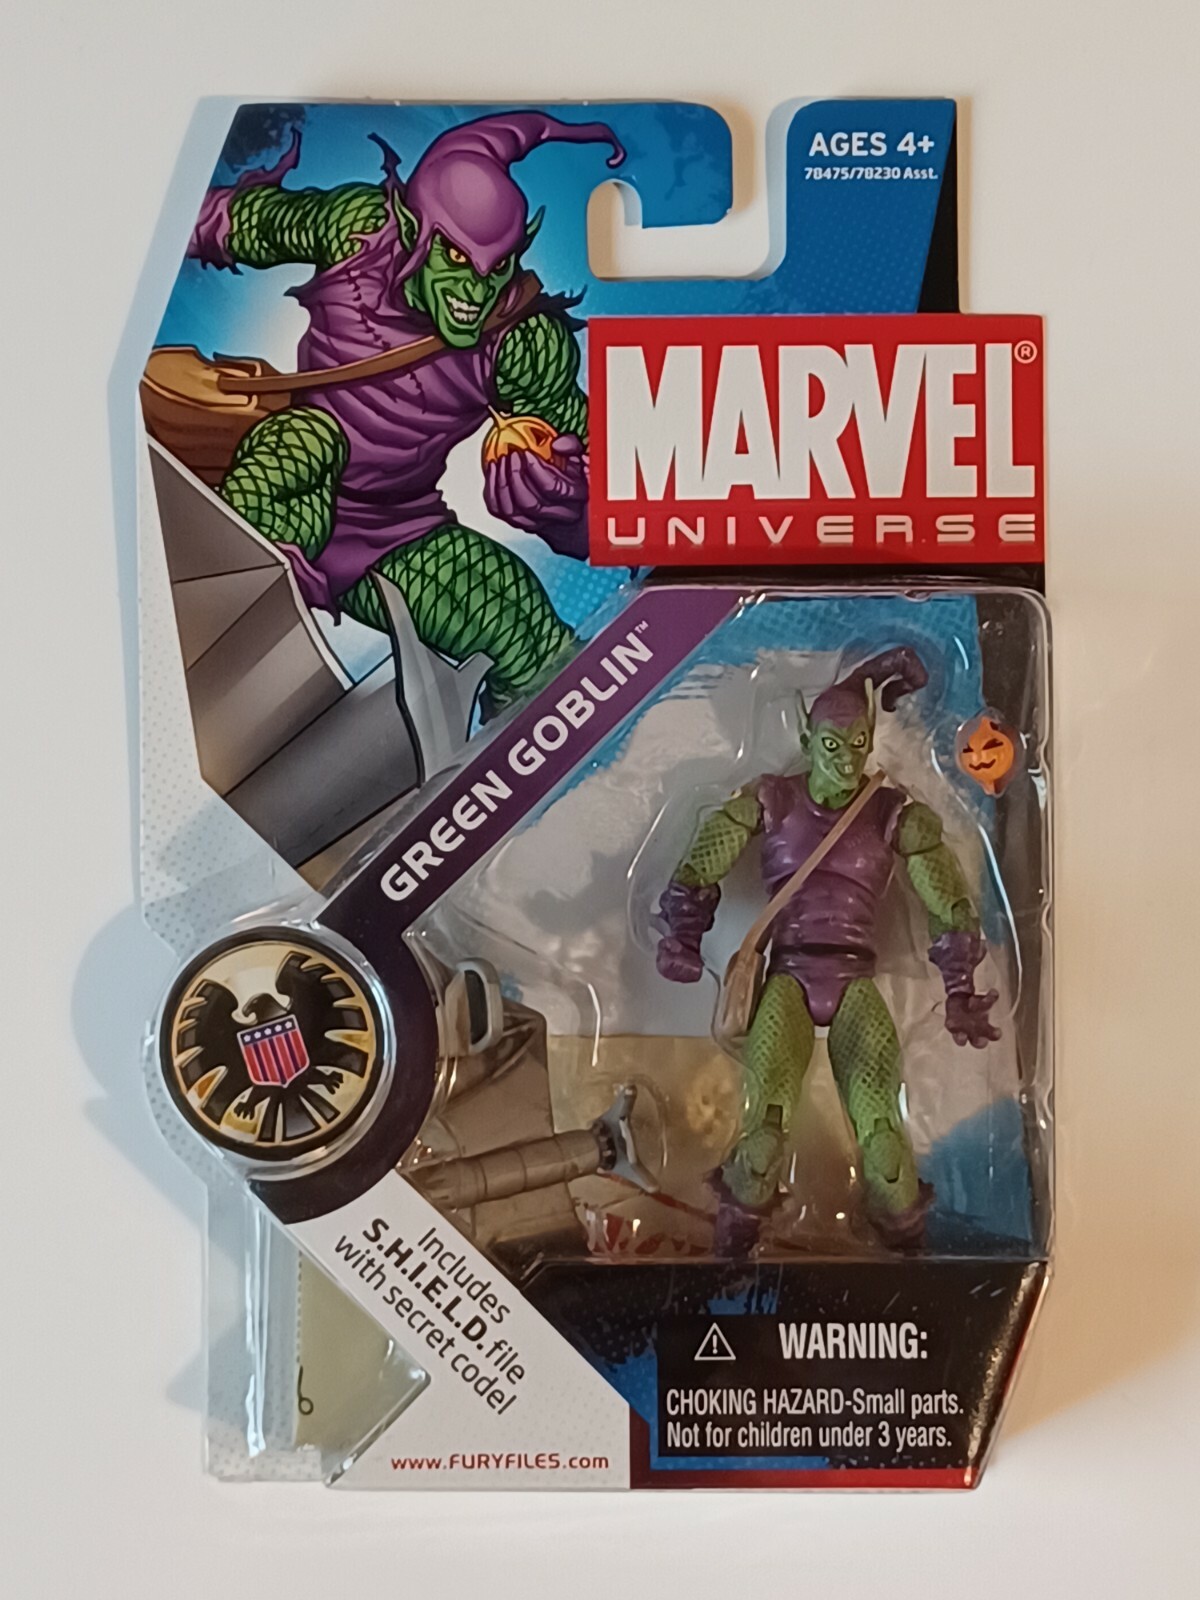 AGES 4+
78475/78230 Asst.
MARVEL®
UNIVERSE
GREEN GOBLIN™
Includes
S.H.I.E.L.D. file
with secret code!
www.FURYFILES.com
WARNING:
CHOKING HAZARD-Small parts.
Not for children under 3 years.